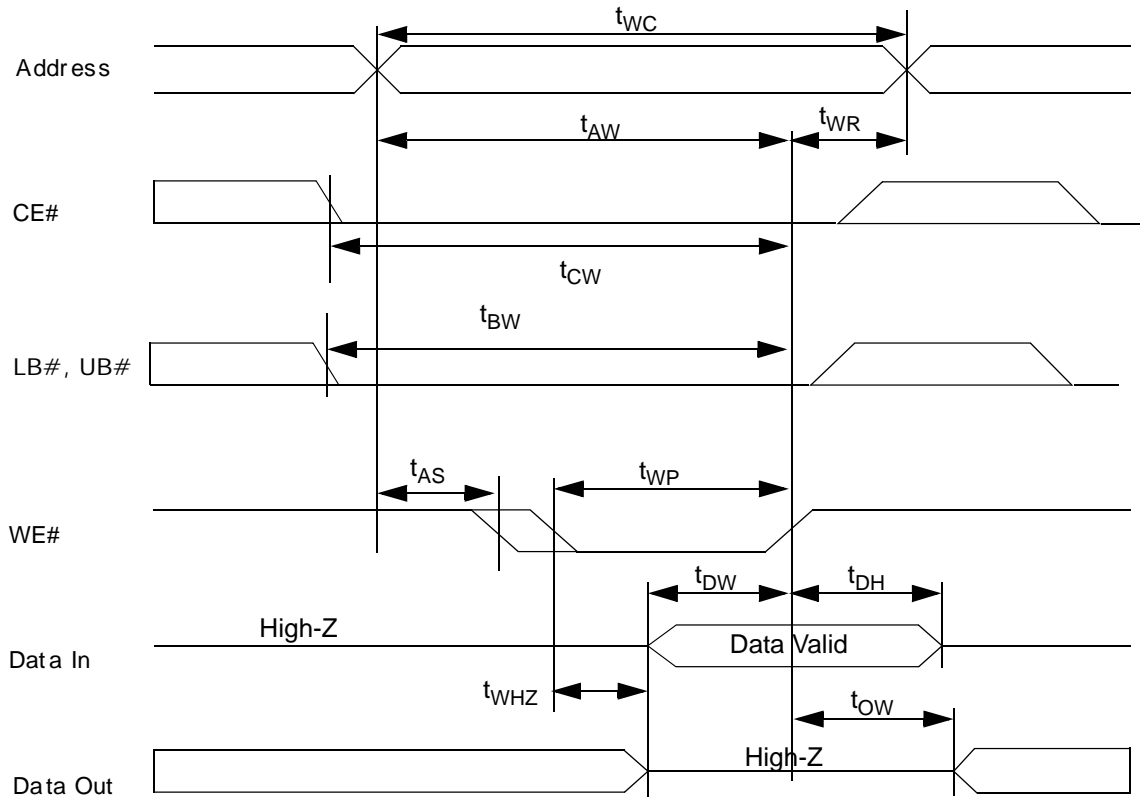 tWC
Address
tAW
tWR
CE#
tCW
tBW
LB#, UB#
tAS
tWP
WE#
tDW
tDH
High-Z
Data Valid
Data In
tWHZ
tOW
High-Z
Data Out